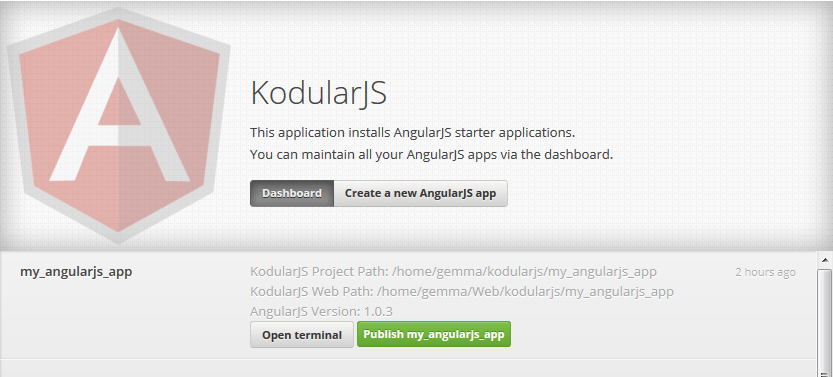 A
KodularJS
This application installs AngularJS starter applications.
You can maintain all your AngularJS apps via the dashboard.
Dashboard
Create a new AngularJS app
my_angularjs_app
KodularJS Project Path: /home/gemma/kodularjs/my_angularjs_app
2 hours ago
KodularJS Web Path: /home/gemma/Web/kodularjs/my_angularjs_app
AngularJS Version: 1.0.3
Open terminal
Publish my_angularjs_app